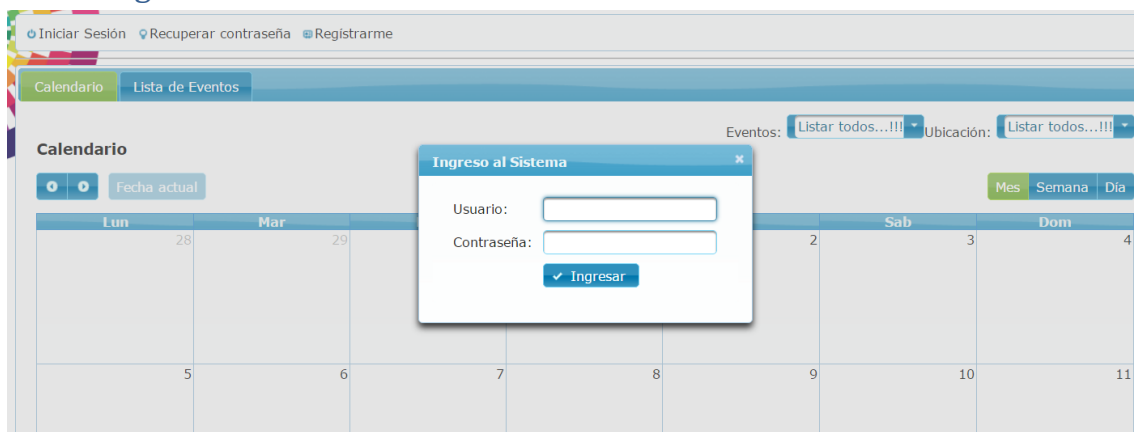 Iniciar Sesión Recuperar contraseña Registrarme
Calendario Lista de Eventos
Eventos: Listar todos...!!! Ubicación: Listar todos...!!!
Calendario
Fecha actual
Mes Semana Día
Ingreso al Sistema
Usuario:
Contraseña:
Ingresar
Lun Mar Sab Dom
28 29 2 3 4
5 6 7 8 9 10 11